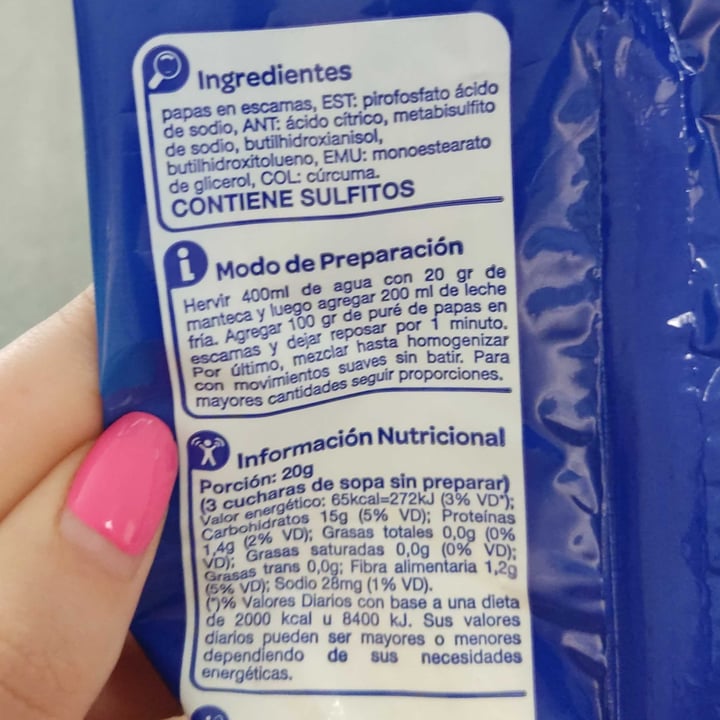 Ingredientes
papas en escamas, EST: pirofosfato ácido
de sodio, ANT: ácido cítrico, metabisulfito
de sodio, butilhidroxianisol,
butilhidroxitolueno, EMU: monoestearato
de glicerol, COL: cúrcuma.
CONTIENE SULFITOS
Modo de Preparación
Hervir 400ml de agua con 20 gr de
manteca y luego agregar 200 ml de leche
fría. Agregar 100 gr de puré de papas en
escamas y dejar reposar por 1 minuto.
Por último, mezclar hasta homogenizar
con movimientos suaves sin batir. Para
mayores cantidades seguir proporciones.
Información Nutricional
Porción: 20g
(3 cucharas de sopa sin preparar)
Valor energético: 65kcal=272kJ (3% VD*);
Carbohidratos 15g (5% VD); Proteínas
1,4g (2% VD); Grasas totales 0,0g (0%
VD); Grasas saturadas 0,0g (0% VD);
Grasas trans 0,0g; Fibra alimentaria 1,2g
(5% VD); Sodio 28mg (1% VD).
(*)% Valores Diarios con base a una dieta
de 2000 kcal u 8400 kJ. Sus valores
diarios pueden ser mayores o menores
dependiendo de sus necesidades
energéticas.